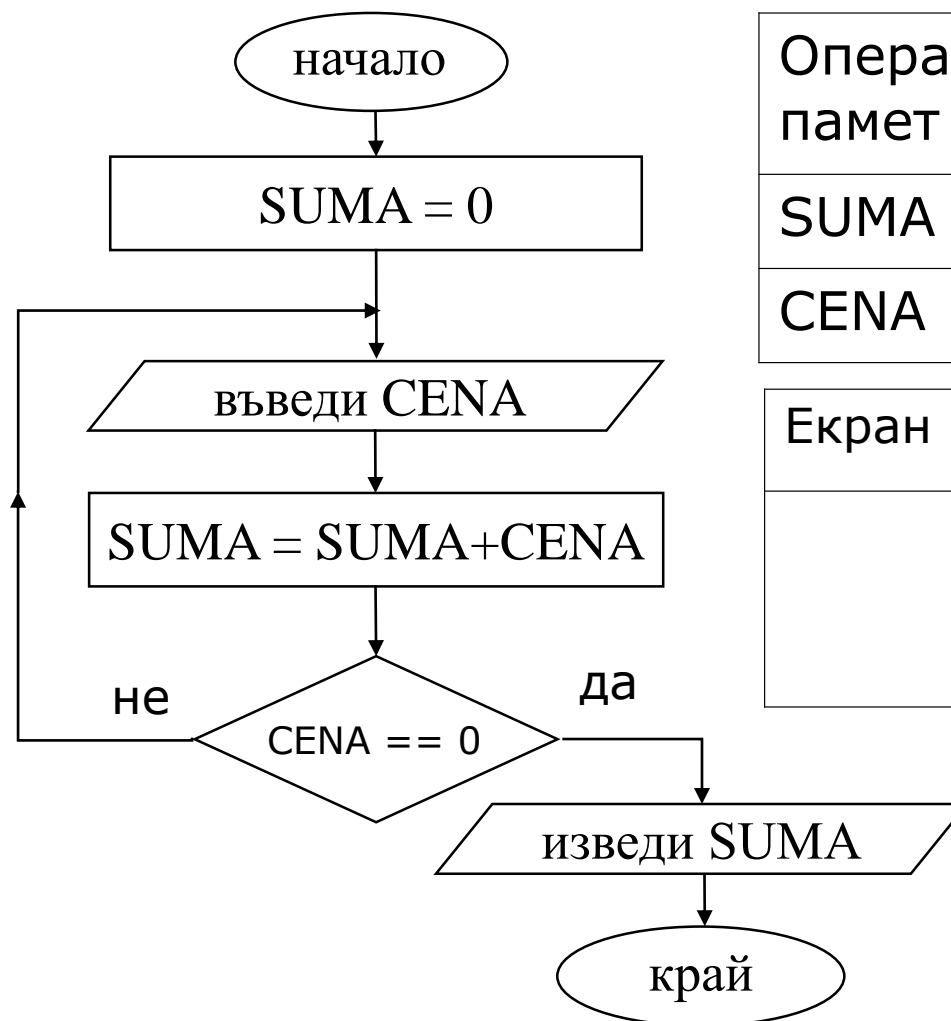 начало
SUMA = 0
въведи CENA
SUMA = SUMA+CENA
не
да
CENA == 0
изведи SUMA
край
памет
SUMA
CENA
Екран